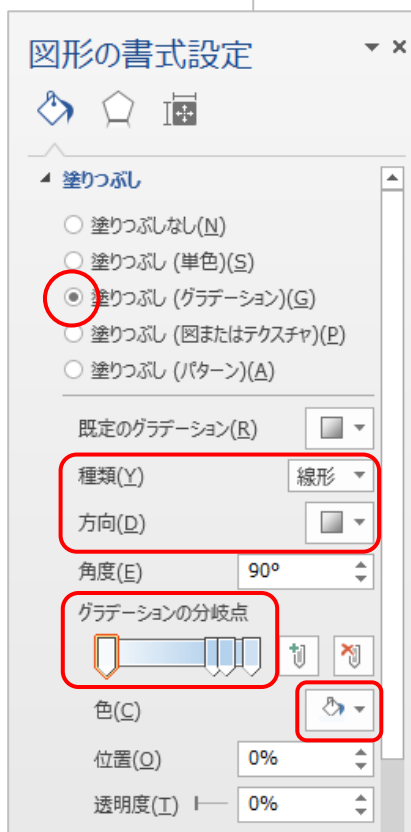 図形の書式設定
塗りつぶし
塗りつぶしなし(N)
塗りつぶし (単色)(S)
塗りつぶし (グラデーション)(G)
塗りつぶし (図またはテクスチャ)(P)
塗りつぶし (パターン)(A)
既定のグラデーション(R)
種類(Y) 線形
方向(D)
角度(E) 90°
グラデーションの分岐点
色(C)
位置(O) 0%
透明度(T) 0%